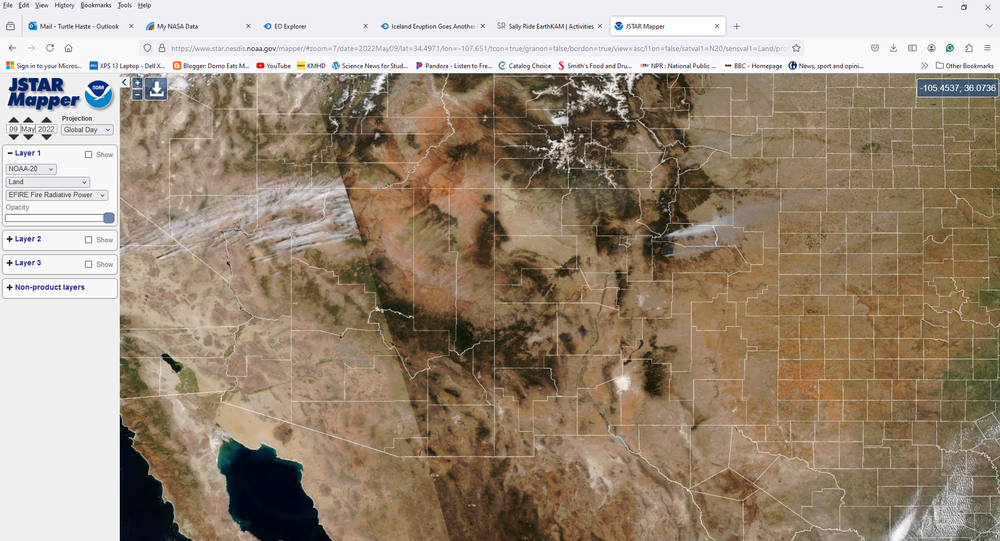 File Edit View History Bookmarks Tools Help
Mail - Turtle Haste - Outlook
My NASA Data
EO Explorer
Iceland Eruption Goes Another
Sally Ride EarthKAM | Activities
JSTAR Mapper
https://www.star.nesdis.noaa.gov/mapper/#zoom=7/date=2022May09/lat=34.4971/lon=-107.651/tcon=true/granon=false/bordon=true/view=asc/l1on=false/satval1=N20/sensval1=Land/pro
Sign in to your Micros...
XPS 13 Laptop - Dell X...
Blogger: Domo Eats M...
YouTube
KMHD
Science News for Stud...
Pandora - Listen to Fre...
Catalog Choice
Smith's Food and Dru...
NPR : National Public ...
BBC - Homepage
News, sport and opini...
Other Bookmarks
JSTAR
Mapper
NOAA
-105.4537, 36.0736
Projection
09 May 2022 Global Day
Layer 1 Show
NOAA-20
Land
EFIRE Fire Radiative Power
Opacity
Layer 2 Show
Layer 3 Show
Non-product layers